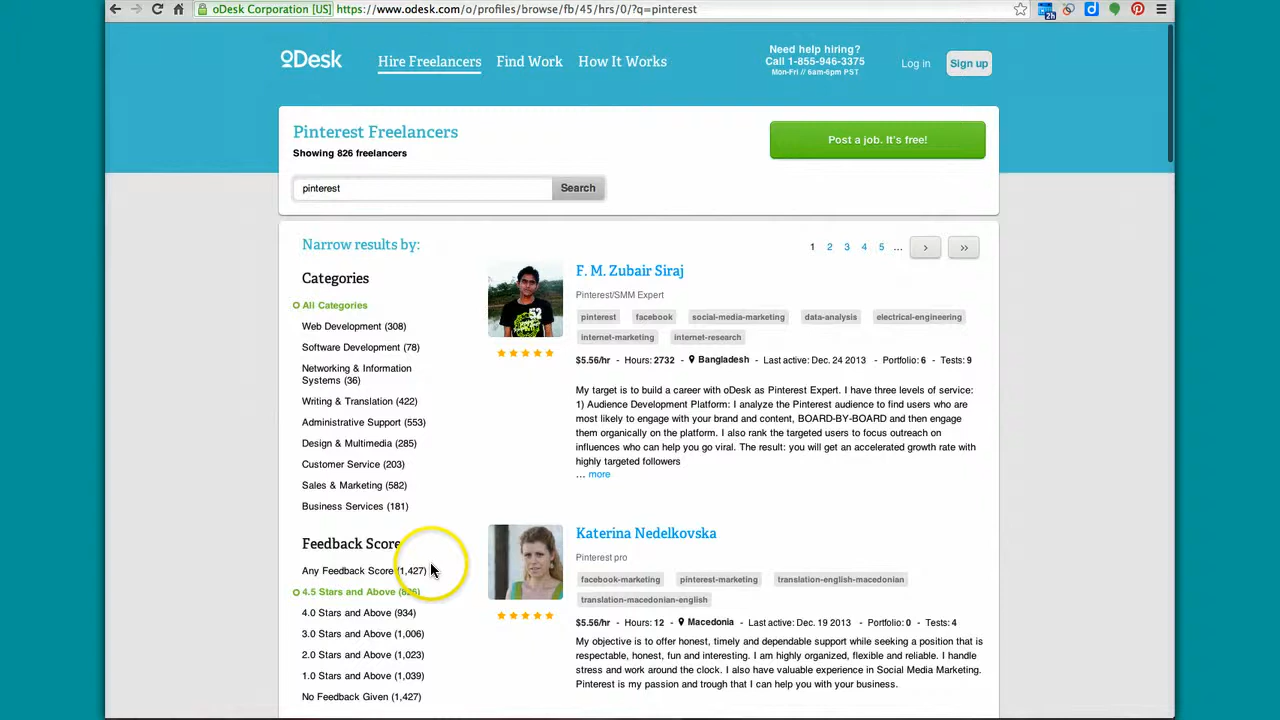 oDesk Corporation [US] https://www.odesk.com/o/profiles/browse/fb/45/hrs/0/?q=pinterest
2h
oDesk
Hire Freelancers Find Work How It Works
Need help hiring?
Call 1-855-946-3375
Mon-Fri // 6am-6pm PST
Log in
Sign up
Pinterest Freelancers
Showing 826 freelancers
Post a job. It's free!
pinterest
Search
Narrow results by:
Categories
All Categories
Web Development (308)
Software Development (78)
Networking & Information
Systems (36)
Writing & Translation (422)
Administrative Support (553)
Design & Multimedia (285)
Customer Service (203)
Sales & Marketing (582)
Business Services (181)
Feedback Score
Any Feedback Score (1,427)
4.5 Stars and Above (826)
4.0 Stars and Above (934)
3.0 Stars and Above (1,006)
2.0 Stars and Above (1,023)
1.0 Stars and Above (1,039)
No Feedback Given (1,427)
1 2 3 4 5 ... › ››
F. M. Zubair Siraj
Pinterest/SMM Expert
pinterest facebook social-media-marketing data-analysis electrical-engineering
internet-marketing internet-research
$5.56/hr - Hours: 2732 - Bangladesh - Last active: Dec. 24 2013 - Portfolio: 6 - Tests: 9
My target is to build a career with oDesk as Pinterest Expert. I have three levels of service:
1) Audience Development Platform: I analyze the Pinterest audience to find users who are
most likely to engage with your brand and content, BOARD-BY-BOARD and then engage
them organically on the platform. I also rank the targeted users to focus outreach on
influences who can help you go viral. The result: you will get an accelerated growth rate with
highly targeted followers
... more
Katerina Nedelkovska
Pinterest pro
facebook-marketing pinterest-marketing translation-english-macedonian
translation-macedonian-english
$5.56/hr - Hours: 12 - Macedonia - Last active: Dec. 19 2013 - Portfolio: 0 - Tests: 4
My objective is to offer honest, timely and dependable support while seeking a position that is
respectable, honest, fun and interesting. I am highly organized, flexible and reliable. I handle
stress and work around the clock. I also have valuable experience in Social Media Marketing.
Pinterest is my passion and trough that I can help you with your business.